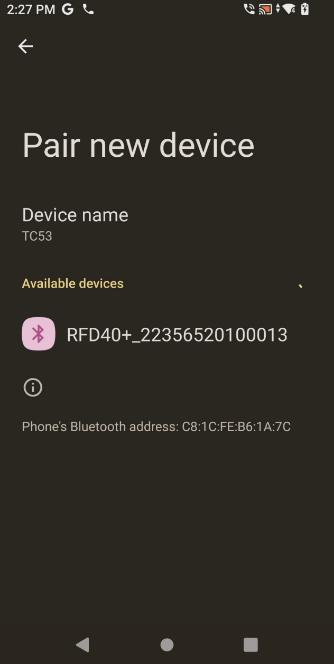 2:27 PM G
Pair new device
Device name
TC53
Available devices
RFD40+_22356520100013
Phone's Bluetooth address: C8:1C:FE:B6:1A:7C